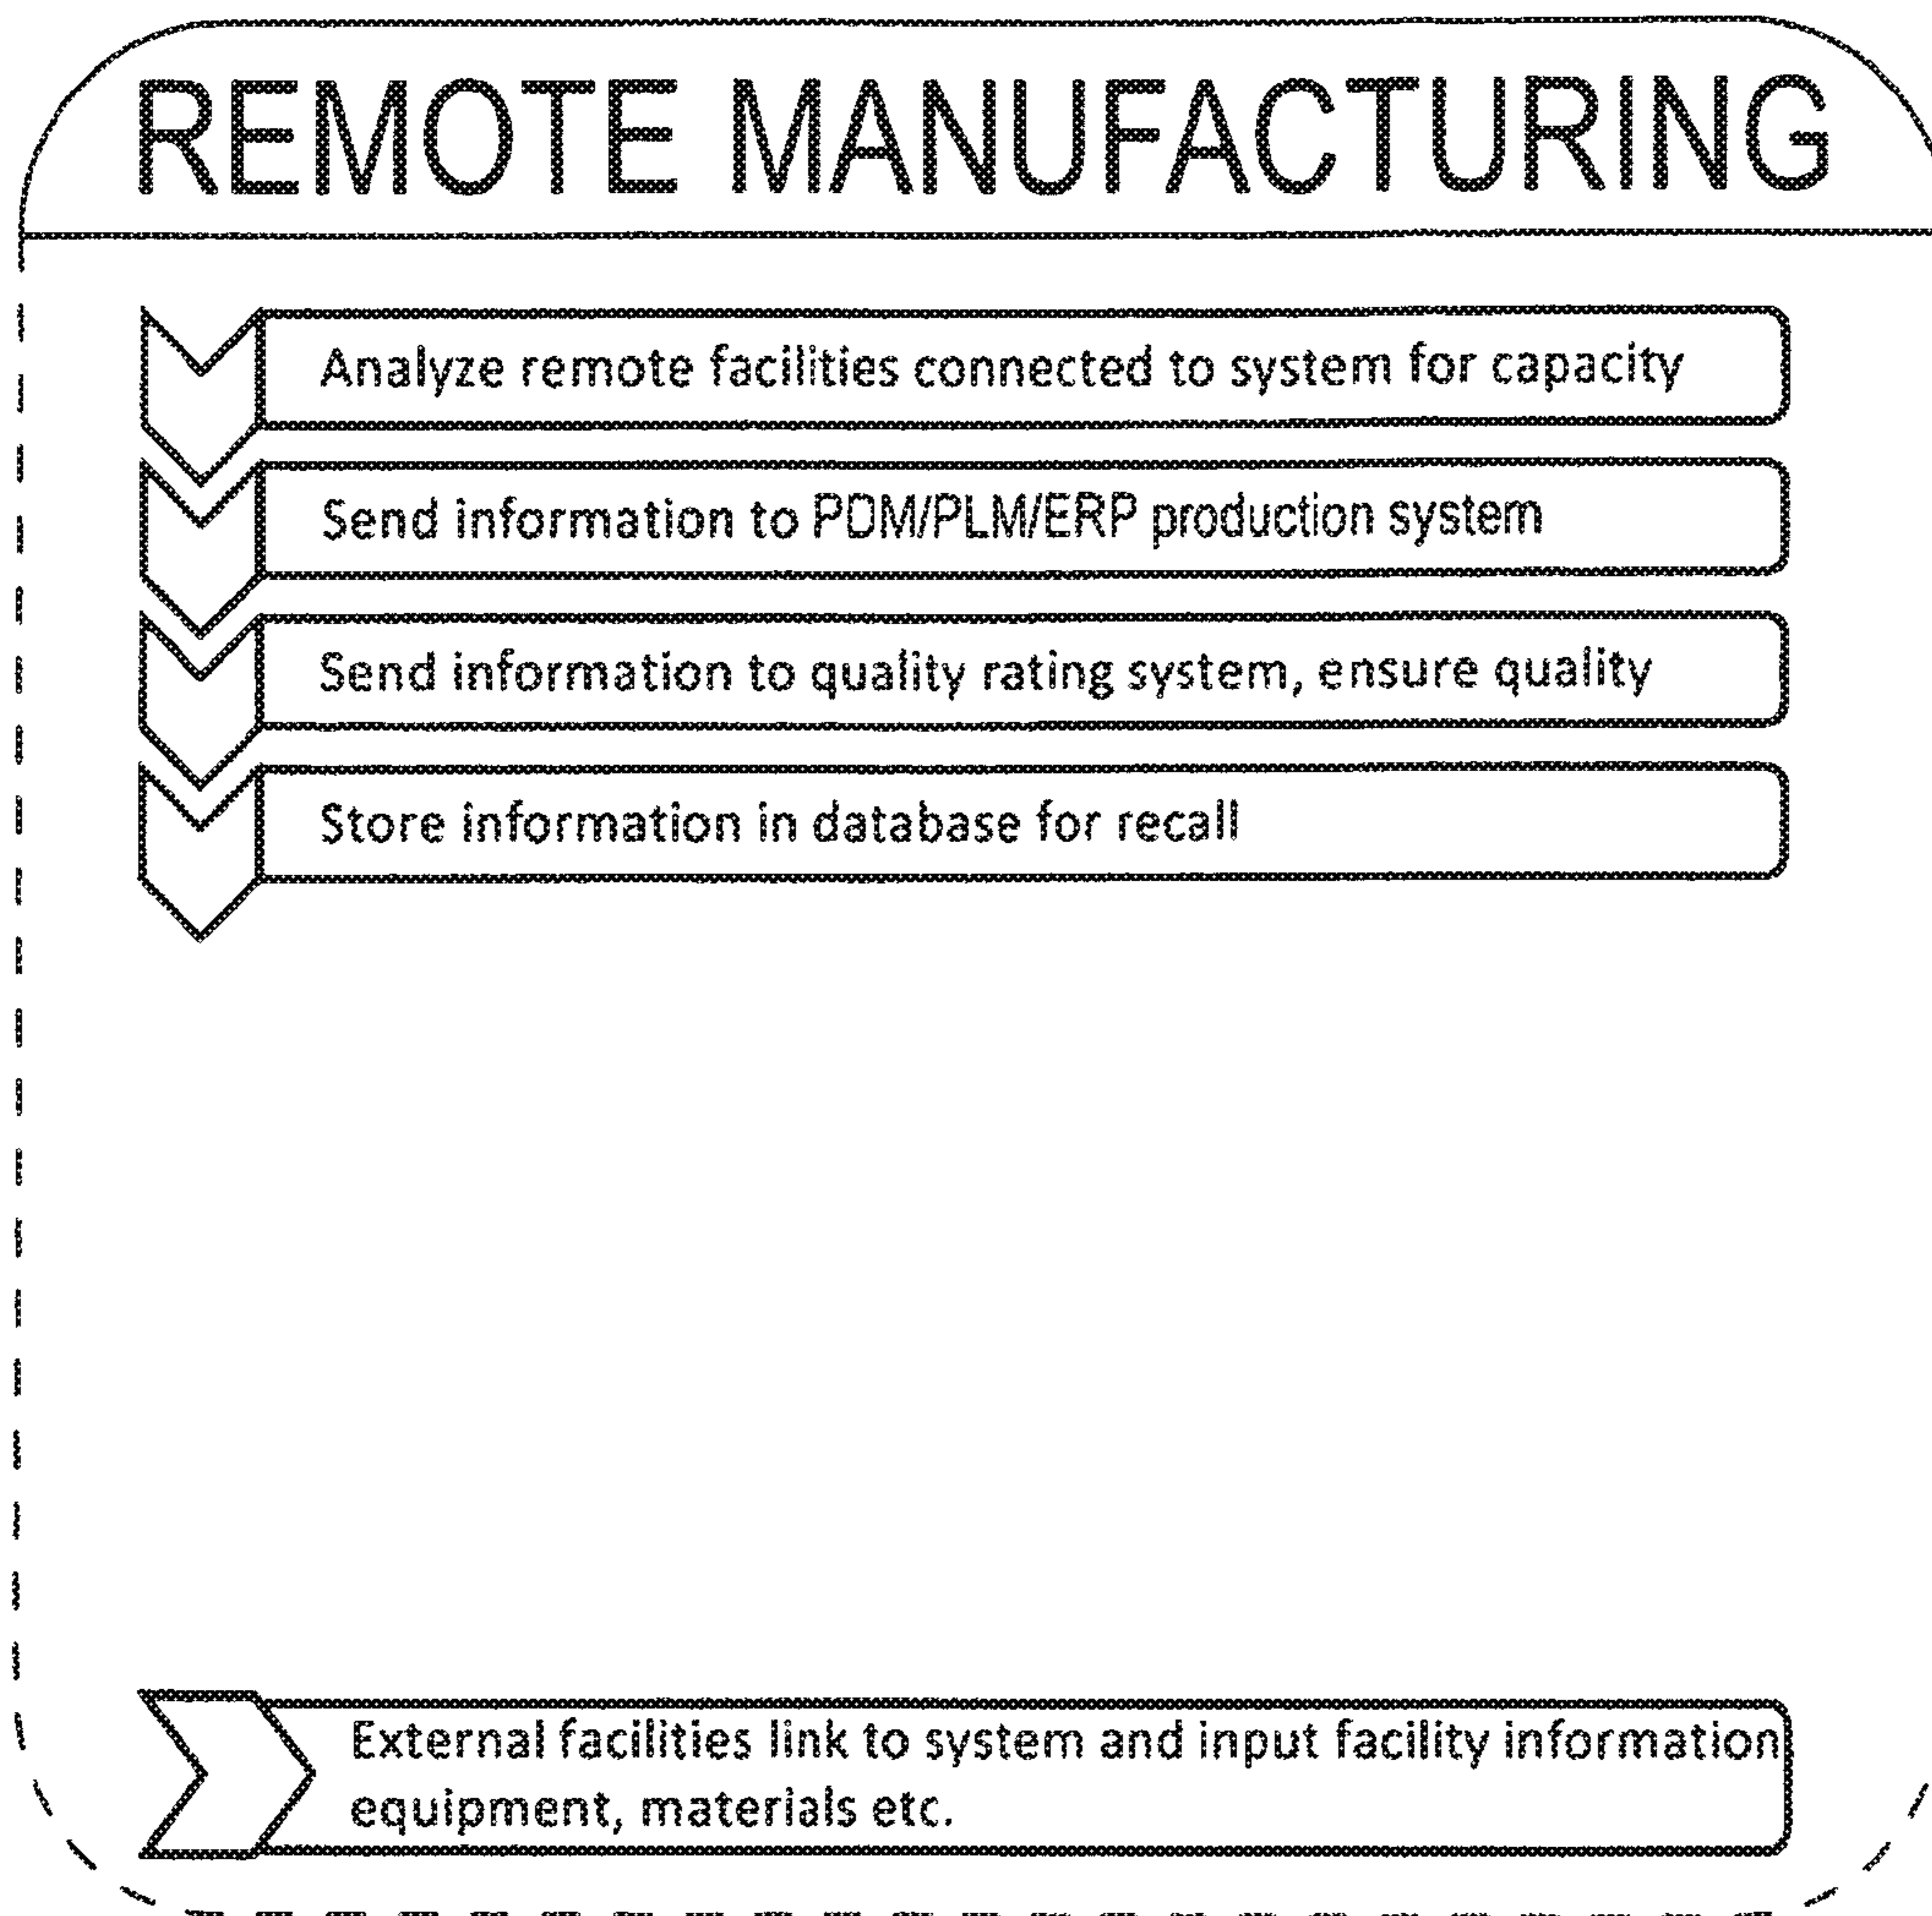 REMOTE MANUFACTURING
Analyze remote facilities connected to system for capacity
Send information to PDM/PLM/ERP production system
Send information to quality rating system, ensure quality
Store information in database for recall
External facilities link to system and input facility information
equipment, materials etc.